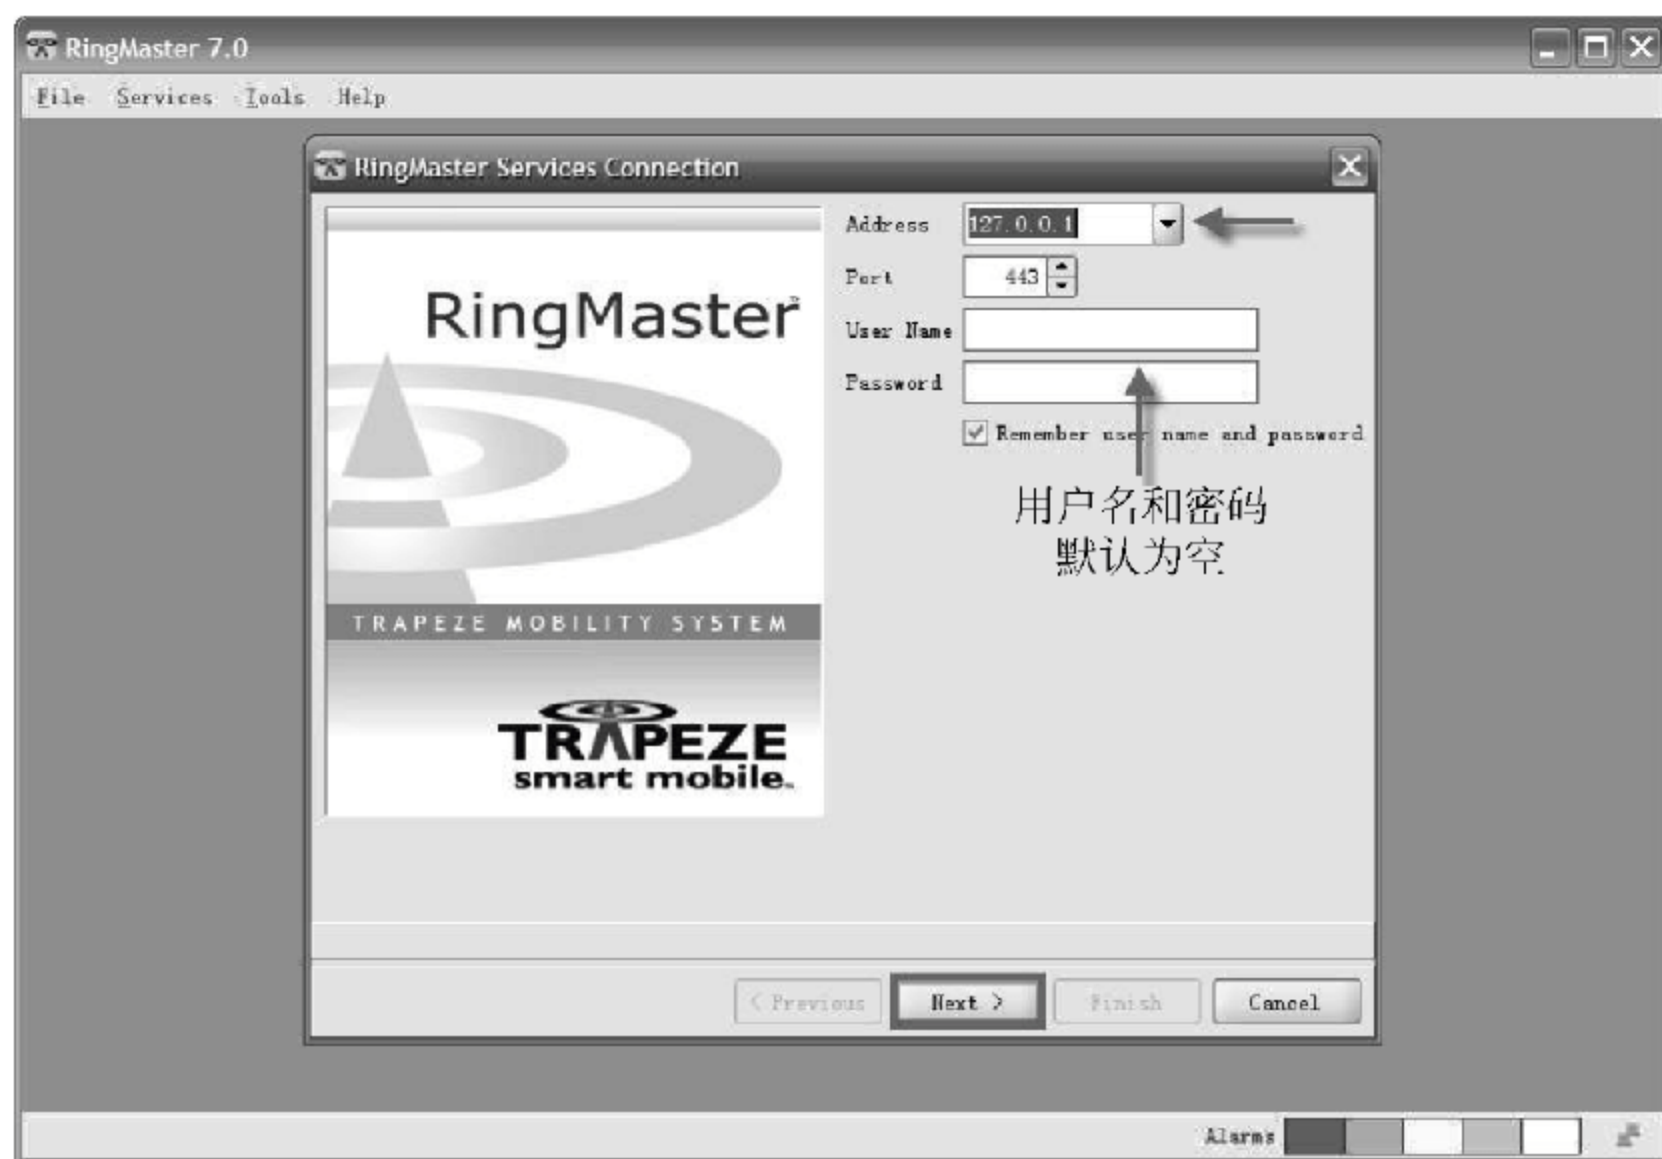 RingMaster 7.0
File Services Tools Help
RingMaster Services Connection
Address 127.0.0.1
Port 443
RingMaster
User Name
Password
Remember user name and password
用户名和密码
默认为空
TRAPEZE MOBILITY SYSTEM
TRAPEZE
smart mobile
< Previous Next > Finish Cancel
Alarms